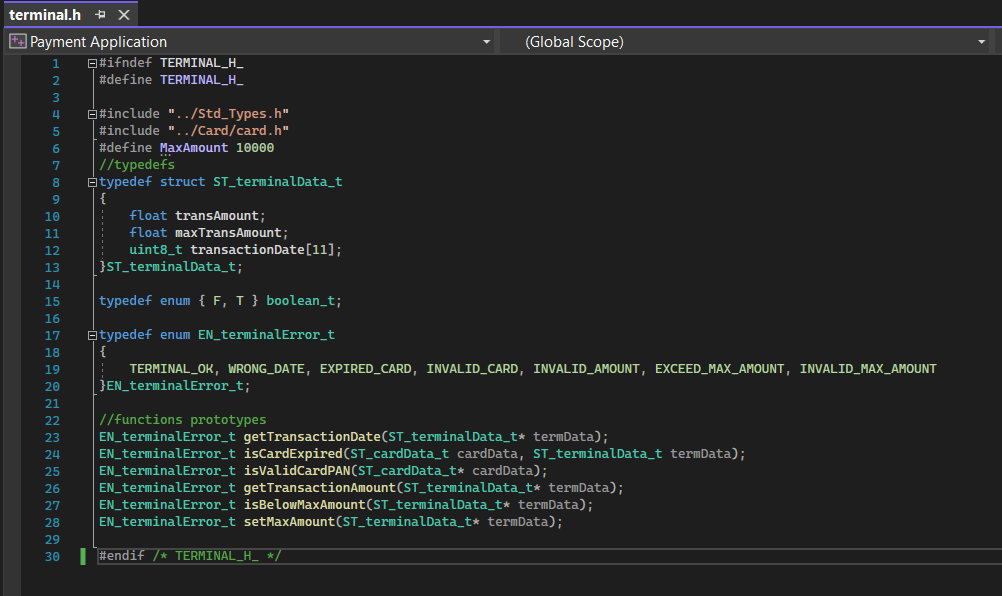 terminal.h
Payment Application (Global Scope)
1 #ifndef TERMINAL_H_
2 #define TERMINAL_H_
3
4 #include "../Std_Types.h"
5 #include "../Card/card.h"
6 #define MaxAmount 10000
7 //typedefs
8 typedef struct ST_terminalData_t
9 {
10 float transAmount;
11 float maxTransAmount;
12 uint8_t transactionDate[11];
13 }ST_terminalData_t;
14
15 typedef enum { F, T } boolean_t;
16
17 typedef enum EN_terminalError_t
18 {
19 TERMINAL_OK, WRONG_DATE, EXPIRED_CARD, INVALID_CARD, INVALID_AMOUNT, EXCEED_MAX_AMOUNT, INVALID_MAX_AMOUNT
20 }EN_terminalError_t;
21
22 //functions prototypes
23 EN_terminalError_t getTransactionDate(ST_terminalData_t* termData);
24 EN_terminalError_t isCardExpired(ST_cardData_t cardData, ST_terminalData_t termData);
25 EN_terminalError_t isValidCardPAN(ST_cardData_t* cardData);
26 EN_terminalError_t getTransactionAmount(ST_terminalData_t* termData);
27 EN_terminalError_t isBelowMaxAmount(ST_terminalData_t* termData);
28 EN_terminalError_t setMaxAmount(ST_terminalData_t* termData);
29
30 #endif /* TERMINAL_H_ */